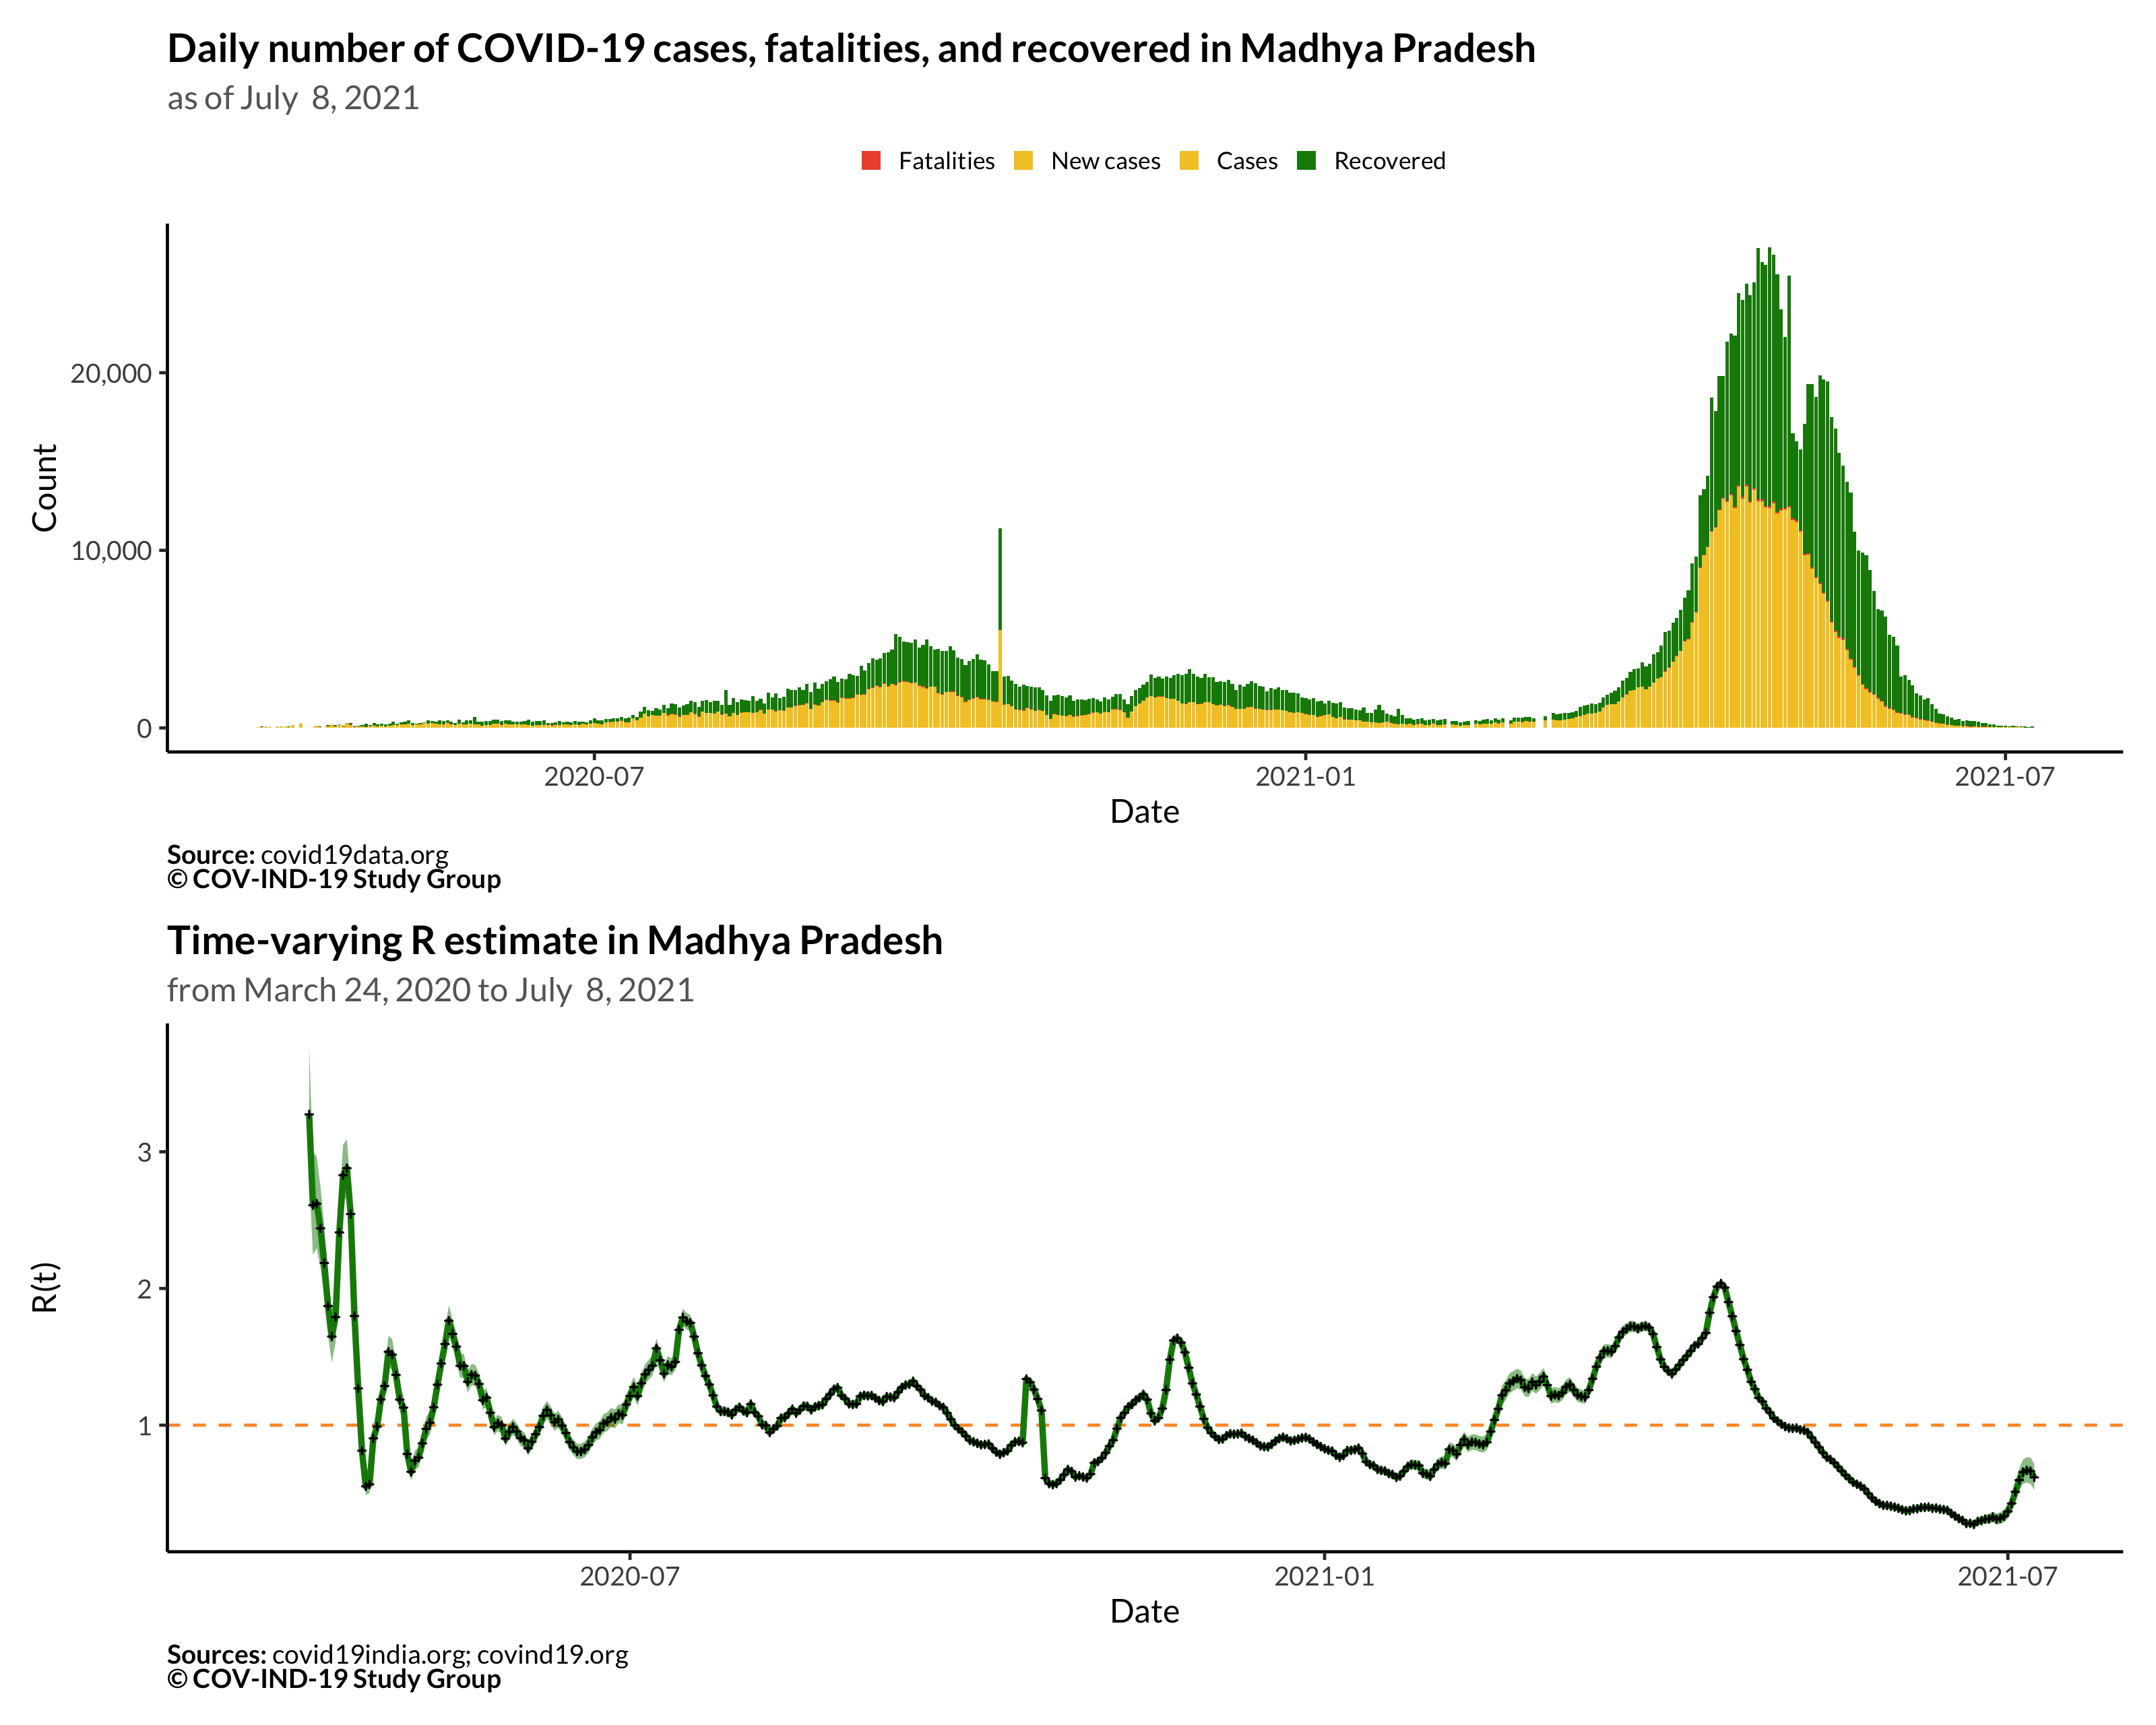 Daily number of COVID-19 cases, fatalities, and recovered in Madhya Pradesh
as of July  8, 2021
Fatalities New cases Cases Recovered
Count
20,000
10,000
0
2020-07 2021-01 2021-07
Date
Source: covid19data.org
© COV-IND-19 Study Group
Time-varying R estimate in Madhya Pradesh
from March 24, 2020 to July  8, 2021
R(t)
3
2
1
2020-07 2021-01 2021-07
Date
Sources: covid19india.org; covind19.org
© COV-IND-19 Study Group